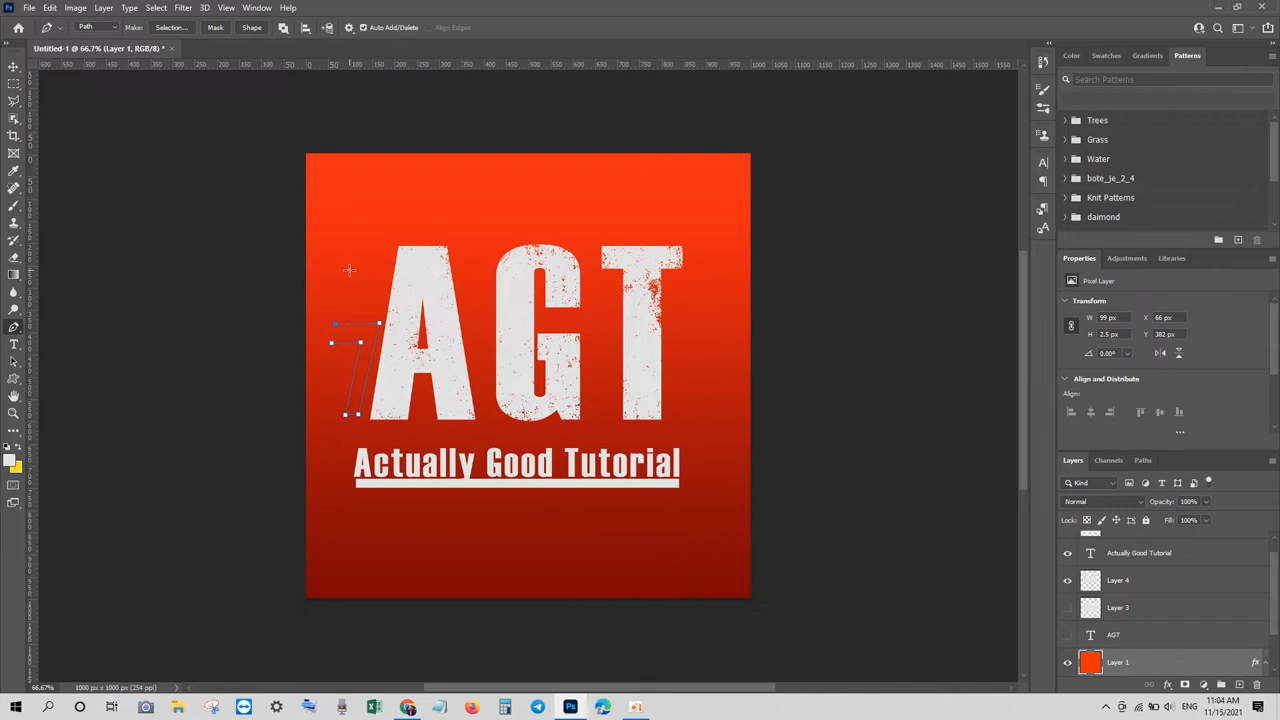 Ps File Edit Image Layer Type Select Filter 3D View Window Help
Path Make: Selection... Mask Shape Auto Add/Delete Align Edges
Untitled-1 @ 66.7% (Layer 1, RGB/8) *
Color Swatches Gradients Patterns
Search Patterns
Trees
Grass
Water
bote_je_2_4
Knit Patterns
daimond
Properties Adjustments Libraries
Pixel Layer
Transform
W 99 px X 66 px
H 2.5 px Y 382 px
0.00°
Align and Distribute
Align:
AGT
Actually Good Tutorial
Layers Channels Paths
Kind
Normal Opacity: 100%
Lock: Fill: 100%
Actually Good Tutorial
Layer 4
Layer 3
AGT
Layer 1 fx
66.67% 1000 px x 1000 px (254 ppi)
ENG 11:04 AM
11/15/2021